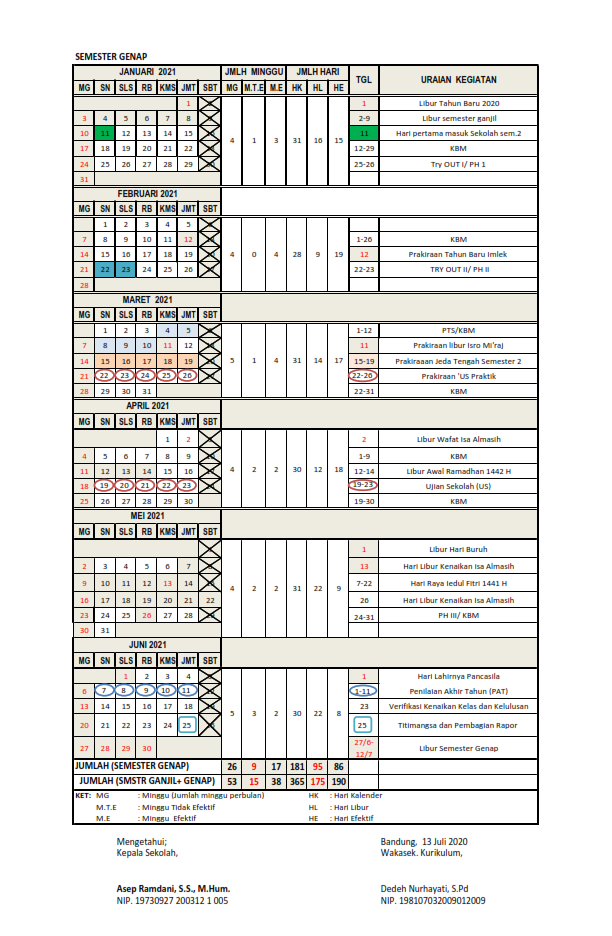 SEMESTER GENAP
JANUARI 2021 JMLH MINGGU JMLH HARI TGL URAIAN KEGIATAN
MG SN SLS RB KMS JMT SBT MG M.T.E M.E HK HL HE
1 1 Libur Tahun Baru 2020
3 4 5 6 7 8 2-9 Libur semester ganjil
10 11 12 13 14 15 11 Hari pertama masuk Sekolah sem.2
4 1 3 31 16 15
17 18 19 20 21 22 12-29 KBM
24 25 26 27 28 29 25-26 Try OUT I/ PH 1
31
FEBRUARI 2021
MG SN SLS RB KMS JMT SBT
1 2 3 4 5
7 8 9 10 11 12 1-26 KBM
14 15 16 17 18 19 4 0 4 28 9 19 12 Prakiraan Tahun Baru Imlek
21 22 23 24 25 26 22-23 TRY OUT II/ PH II
28
MARET 2021
MG SN SLS RB KMS JMT SBT
1 2 3 4 5 1-12 PTS/KBM
7 8 9 10 11 12 11 Prakiraan libur Isro Mi'raj
14 15 16 17 18 19 5 1 4 31 14 17 15-19 Prakiraaan Jeda Tengah Semester 2
21 22 23 24 25 26 22-26 Prakiraan 'US Praktik
28 29 30 31 22-31 KBM
APRIL 2021
MG SN SLS RB KMS JMT SBT
1 2 2 Libur Wafat Isa Almasih
4 5 6 7 8 9 1-9 KBM
11 12 13 14 15 16 4 2 2 30 12 18 12-14 Libur Awal Ramadhan 1442 H
18 19 20 21 22 23 19-23 Ujian Sekolah (US)
25 26 27 28 29 30 19-30 KBM
MEI 2021
MG SN SLS RB KMS JMT SBT
1 Libur Hari Buruh
2 3 4 5 6 7 13 Hari Libur Kenaikan Isa Almasih
9 10 11 12 13 14 4 2 2 31 22 9 7-22 Hari Raya Iedul Fitri 1441 H
16 17 18 19 20 21 22 26 Hari Libur Kenaikan Isa Almasih
23 24 25 26 27 28 24-31 PH III/ KBM
30 31
JUNI 2021
MG SN SLS RB KMS JMT SBT
1 2 3 4 1 Hari Lahirnya Pancasila
6 7 8 9 10 11 1-11 Penilaian Akhir Tahun (PAT)
13 14 15 16 17 18 5 3 2 30 22 8 23 Verifikasi Kenaikan Kelas dan Kelulusan
20 21 22 23 24 25 25 Titimangsa dan Pembagian Rapor
27 28 29 30 27/6-12/7 Libur Semester Genap
JUMLAH (SEMESTER GENAP) 26 9 17 181 95 86
JUMLAH (SMSTR GANJIL+ GENAP) 53 15 38 365 175 190
KET: MG : Minggu (Jumlah minggu perbulan) HK : Hari Kalender
M.T.E : Minggu Tidak Efektif HL : Hari Libur
M.E : Minggu Efektif HE : Hari Efektif
Mengetahui; Bandung, 13 Juli 2020
Kepala Sekolah, Wakasek. Kurikulum,
Asep Ramdani, S.S., M.Hum. Dedeh Nurhayati, S.Pd
NIP. 19730927 200312 1 005 NIP. 198107032009012009